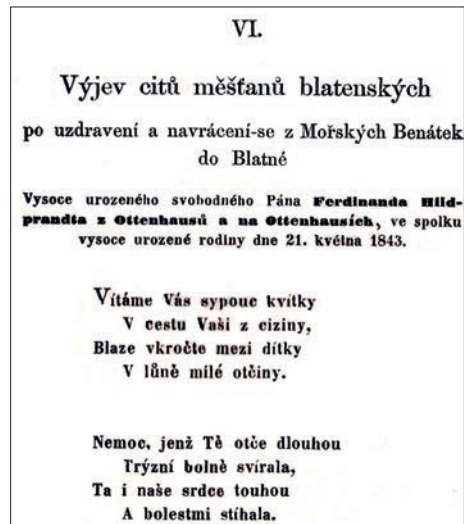 VI.
Výjev citů měšťanů blatenských
po uzdravení a navrácení-se z Mořských Benátek
do Blatné
Vysoce urozeného svobodného Pána Ferdinanda Hild-
prandta z Ottenhausů a na Ottenhausích, ve spolku
vysoce urozené rodiny dne 21. května 1843.
Vítáme Vás sypouc kvítky
V cestu Vaši z ciziny,
Blaze vkročte mezi dítky
V lůně milé otčiny.
Nemoc, jenž Tě otče dlouhou
Trýzní bolně svírala,
Ta i naše srdce touhou
A bolestmi stíhala.